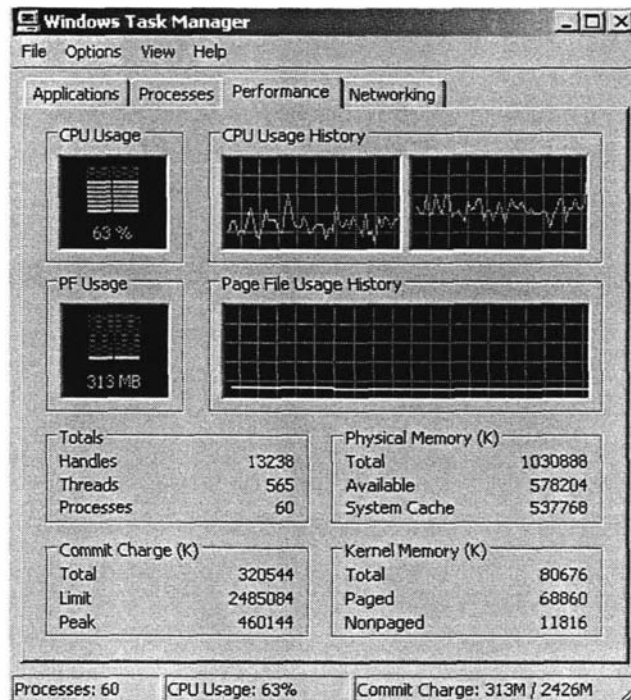 Windows Task Manager
File Options View Help
Applications Processes Performance Networking
CPU Usage CPU Usage History
63 %
PF Usage Page File Usage History
313 MB
Totals Physical Memory (K)
Handles 13238 Total 1030888
Threads 565 Available 578204
Processes 60 System Cache 537768
Commit Charge (K) Kernel Memory (K)
Total 320544 Total 80676
Limit 2485084 Paged 68860
Peak 460144 Nonpaged 11816
Processes: 60 CPU Usage: 63% Commit Charge: 313M / 2426M